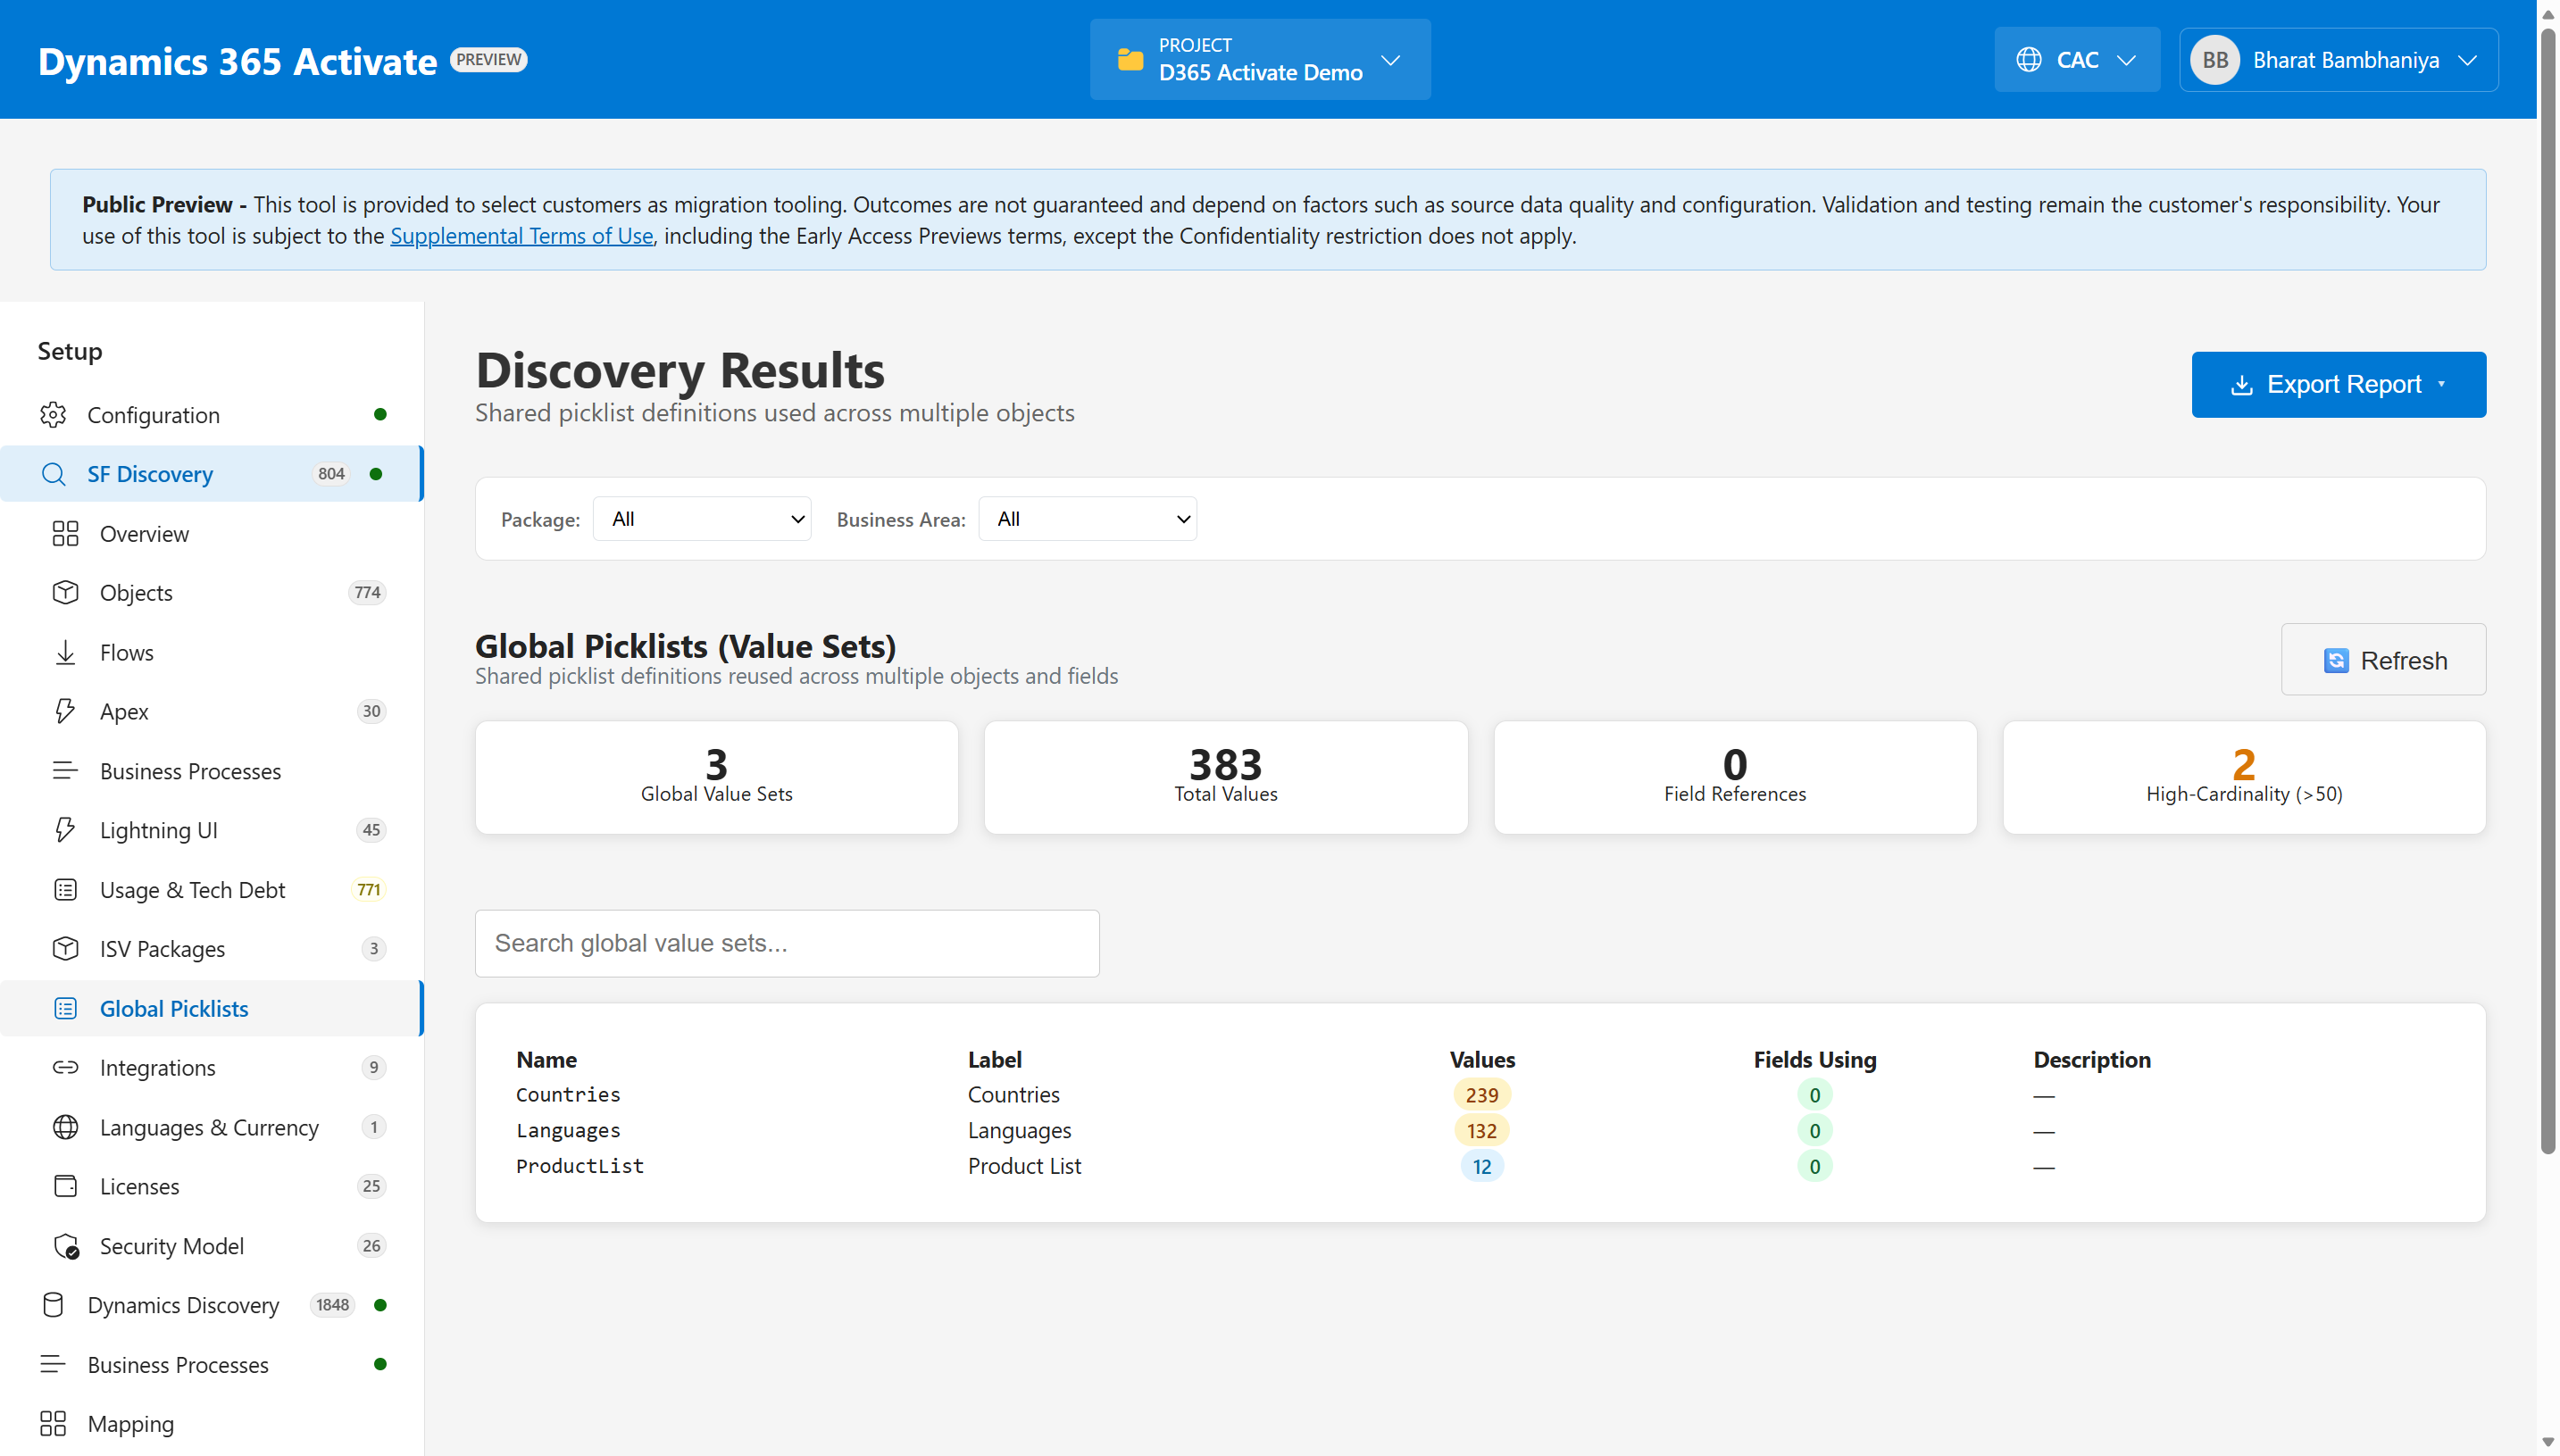 Dynamics 365 Activate PREVIEW
PROJECT
D365 Activate Demo
CAC
BB Bharat Bambhaniya
Public Preview - This tool is provided to select customers as migration tooling. Outcomes are not guaranteed and depend on factors such as source data quality and configuration. Validation and testing remain the customer's responsibility. Your
use of this tool is subject to the Supplemental Terms of Use, including the Early Access Previews terms, except the Confidentiality restriction does not apply.
Setup
Configuration
SF Discovery 804
Overview
Objects 774
Flows
Apex 30
Business Processes
Lightning UI 45
Usage & Tech Debt 771
ISV Packages 3
Global Picklists
Integrations 9
Languages & Currency 1
Licenses 25
Security Model 26
Dynamics Discovery 1848
Business Processes
Mapping
Discovery Results
Shared picklist definitions used across multiple objects
Export Report
Package: All Business Area: All
Global Picklists (Value Sets)
Shared picklist definitions reused across multiple objects and fields
Refresh
3
Global Value Sets
383
Total Values
0
Field References
2
High-Cardinality (>50)
Search global value sets...
Name Label Values Fields Using Description
Countries Countries 239 0 —
Languages Languages 132 0 —
ProductList Product List 12 0 —